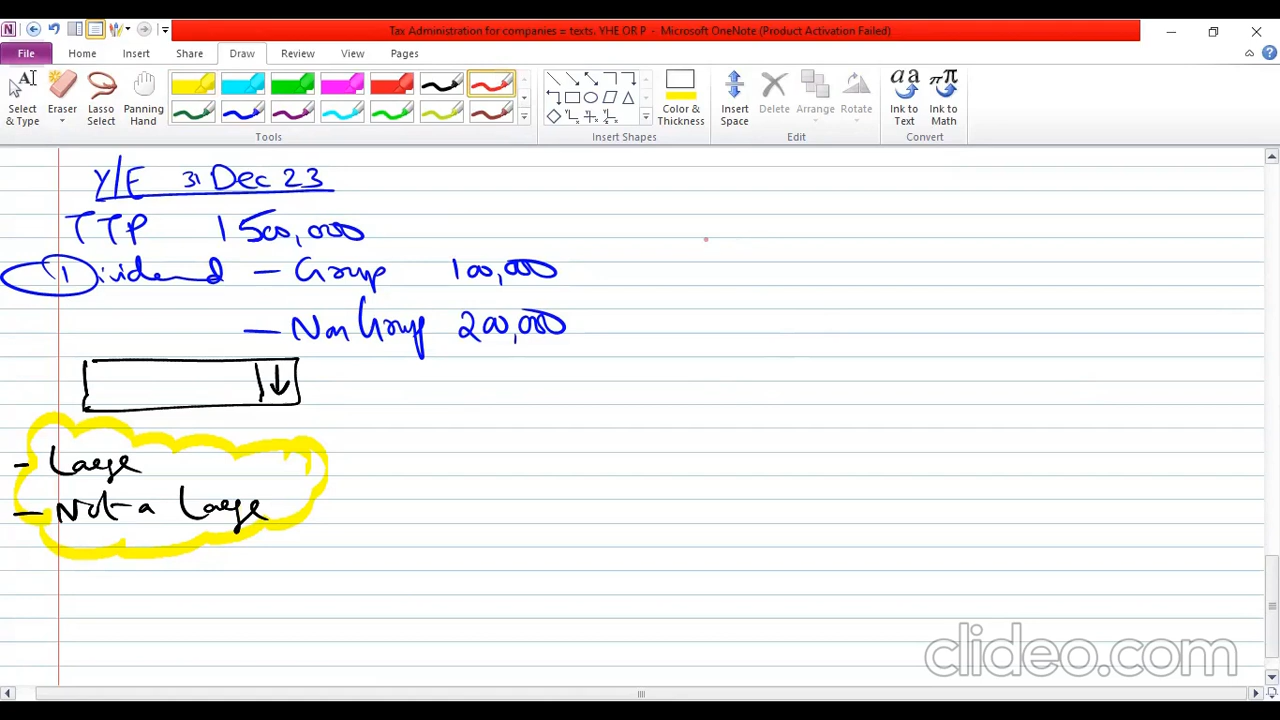 Tax Administration for companies = texts. YHE OR P - Microsoft OneNote (Product Activation Failed)
File Home Insert Share Draw Review View Pages
Select & Type
Eraser
Lasso Select
Panning Hand
Color & Thickness
Insert Space
Delete
Arrange
Rotate
Ink to Text
Ink to Math
Tools
Insert Shapes
Edit
Convert
Y/E 31 Dec 23
TTP 1500,000
Dividend - Group 100,000
- Non Group 200,000
- Large
- Not a Large
clideo.com